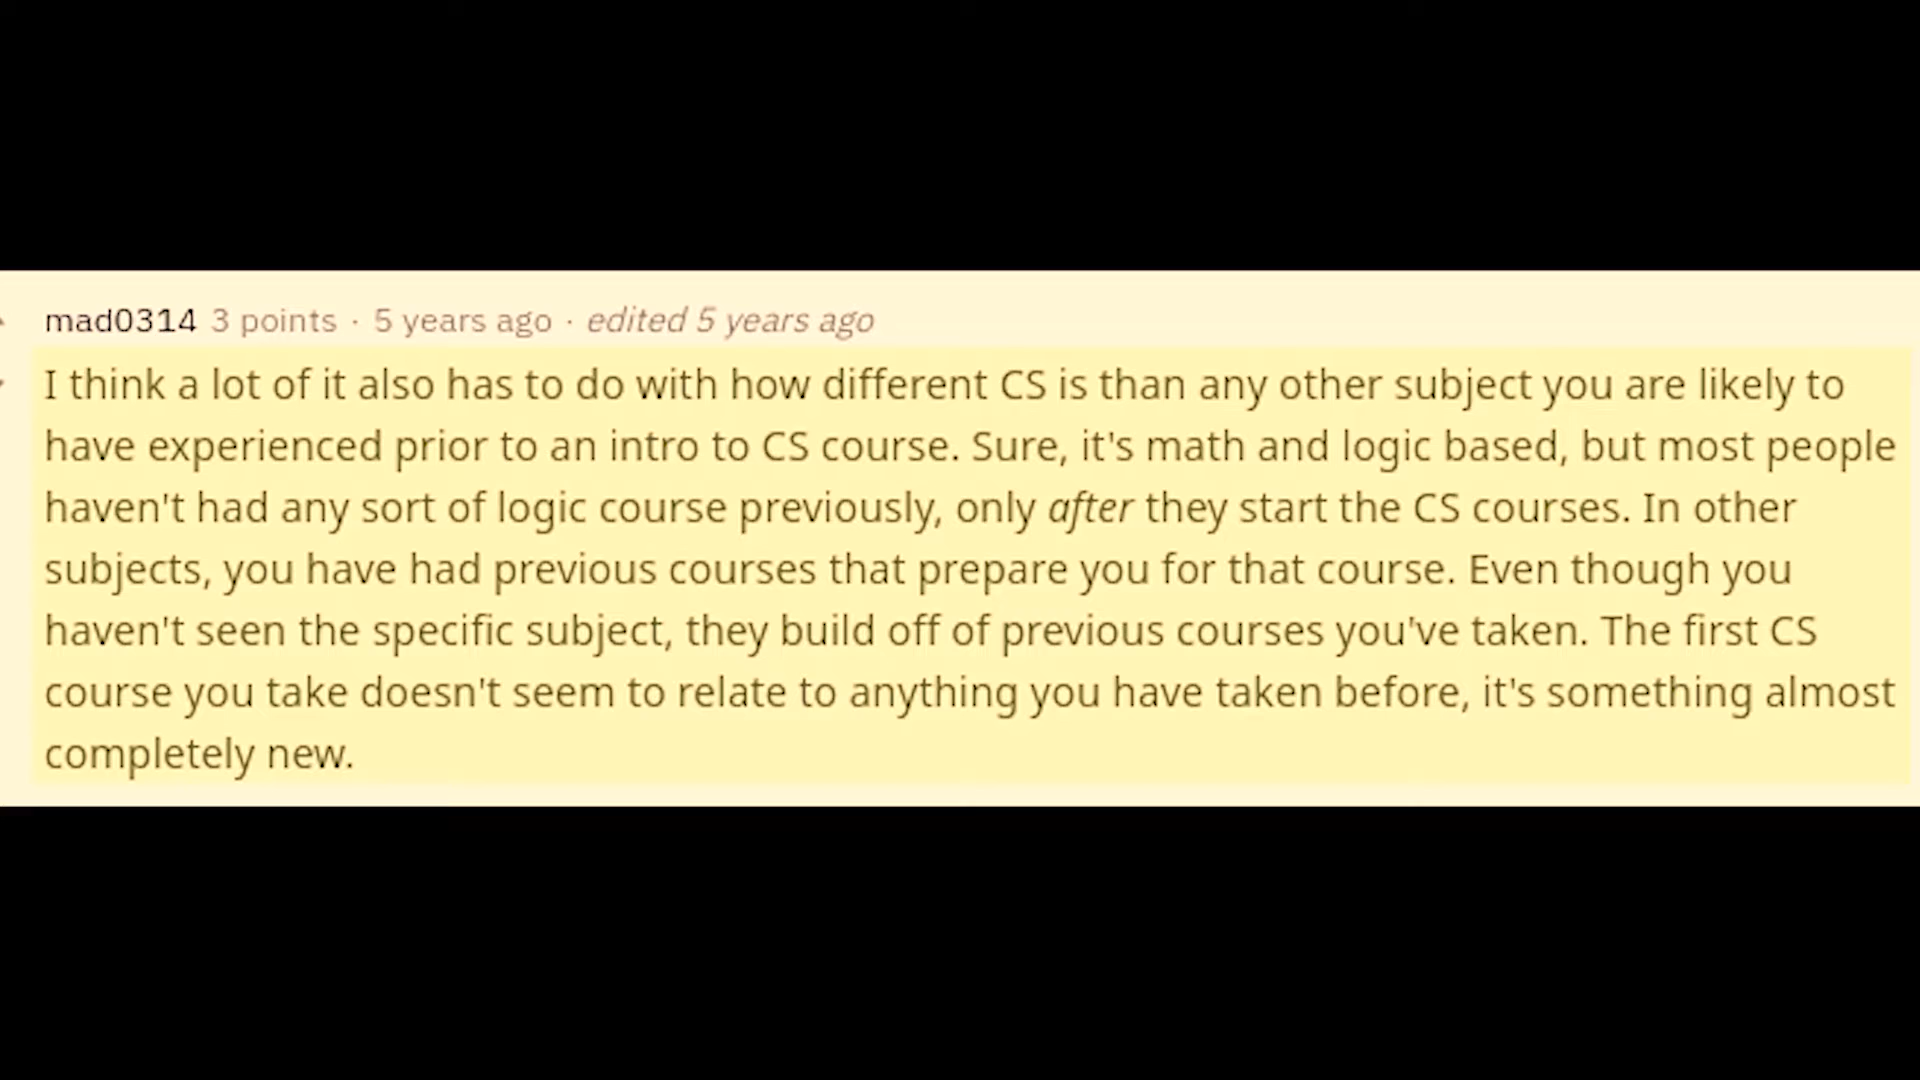 mad0314 3 points · 5 years ago · edited 5 years ago
I think a lot of it also has to do with how different CS is than any other subject you are likely to
have experienced prior to an intro to CS course. Sure, it's math and logic based, but most people
haven't had any sort of logic course previously, only after they start the CS courses. In other
subjects, you have had previous courses that prepare you for that course. Even though you
haven't seen the specific subject, they build off of previous courses you've taken. The first CS
course you take doesn't seem to relate to anything you have taken before, it's something almost
completely new.